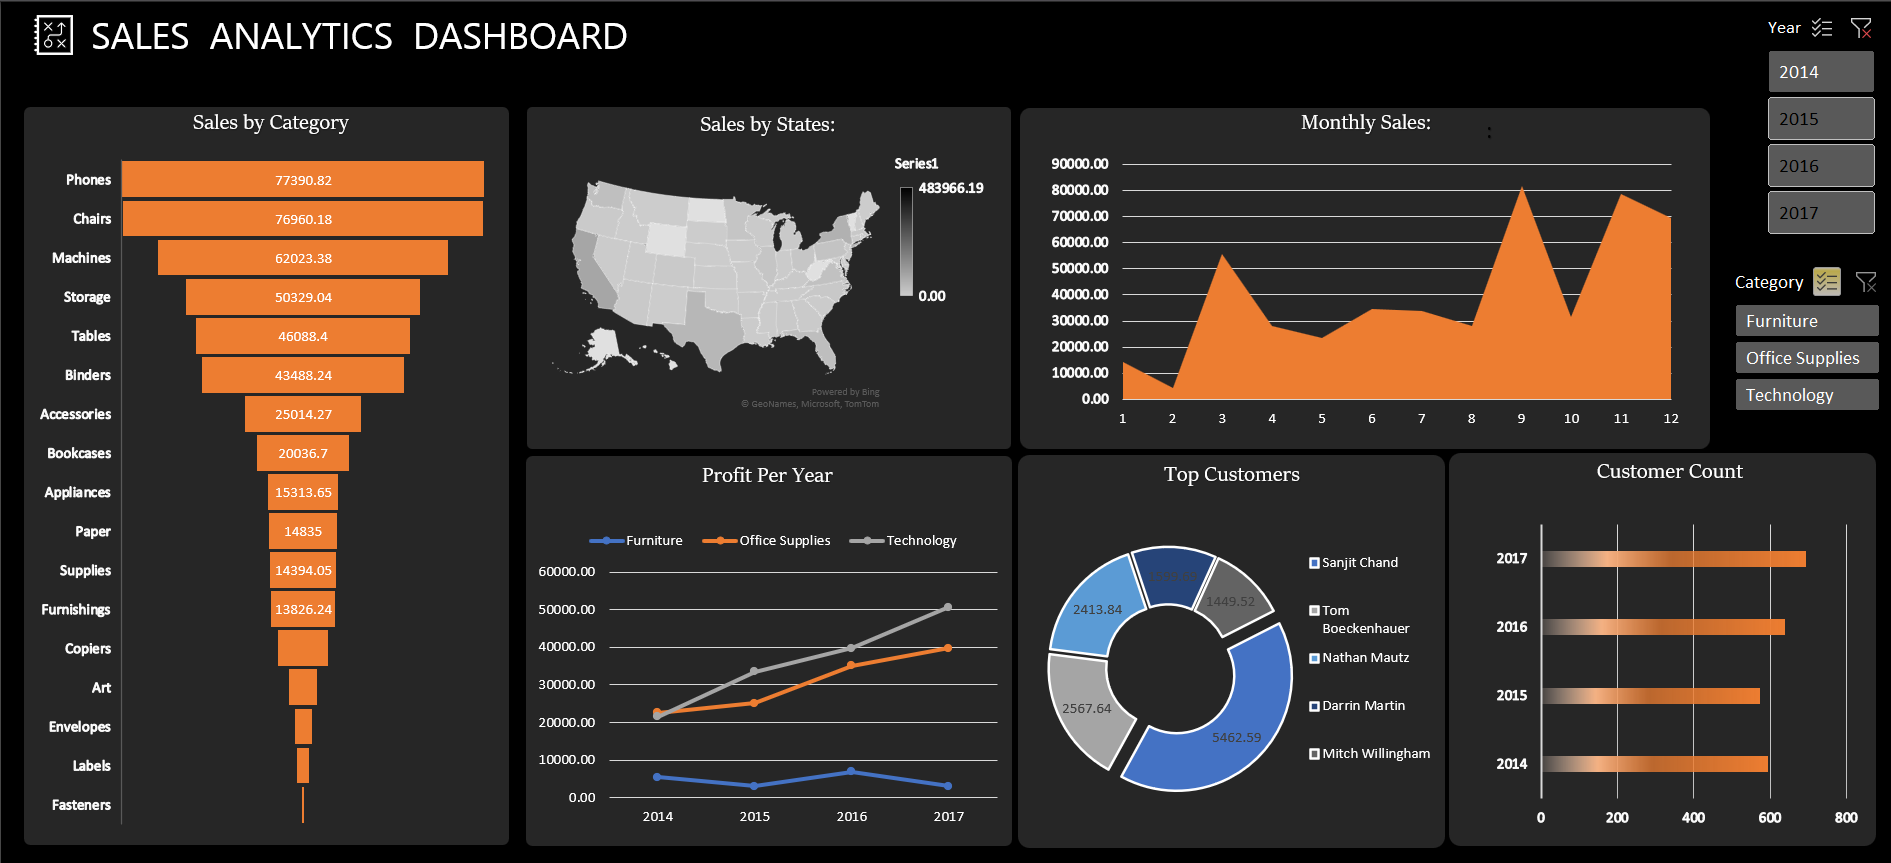 SALES ANALYTICS DASHBOARD
Year
2014
2015
2016
2017
Category
Furniture
Office Supplies
Technology
Sales by Category
Phones 77390.82
Chairs 76960.18
Machines 62023.38
Storage 50329.04
Tables 46088.4
Binders 43488.24
Accessories 25014.27
Bookcases 20036.7
Appliances 15313.65
Paper 14835
Supplies 14394.05
Furnishings 13826.24
Copiers
Art
Envelopes
Labels
Fasteners
Sales by States:
Series1
483966.19
0.00
Powered by Bing
© GeoNames, Microsoft, TomTom
Monthly Sales: :
90000.00
80000.00
70000.00
60000.00
50000.00
40000.00
30000.00
20000.00
10000.00
0.00
1 2 3 4 5 6 7 8 9 10 11 12
Profit Per Year
Furniture Office Supplies Technology
60000.00
50000.00
40000.00
30000.00
20000.00
10000.00
0.00
2014 2015 2016 2017
Top Customers
1449.52
2413.84
2567.64
5462.59
Sanjit Chand
Tom
Boeckenhauer
Nathan Mautz
Darrin Martin
Mitch Willingham
Customer Count
2017
2016
2015
2014
0 200 400 600 800